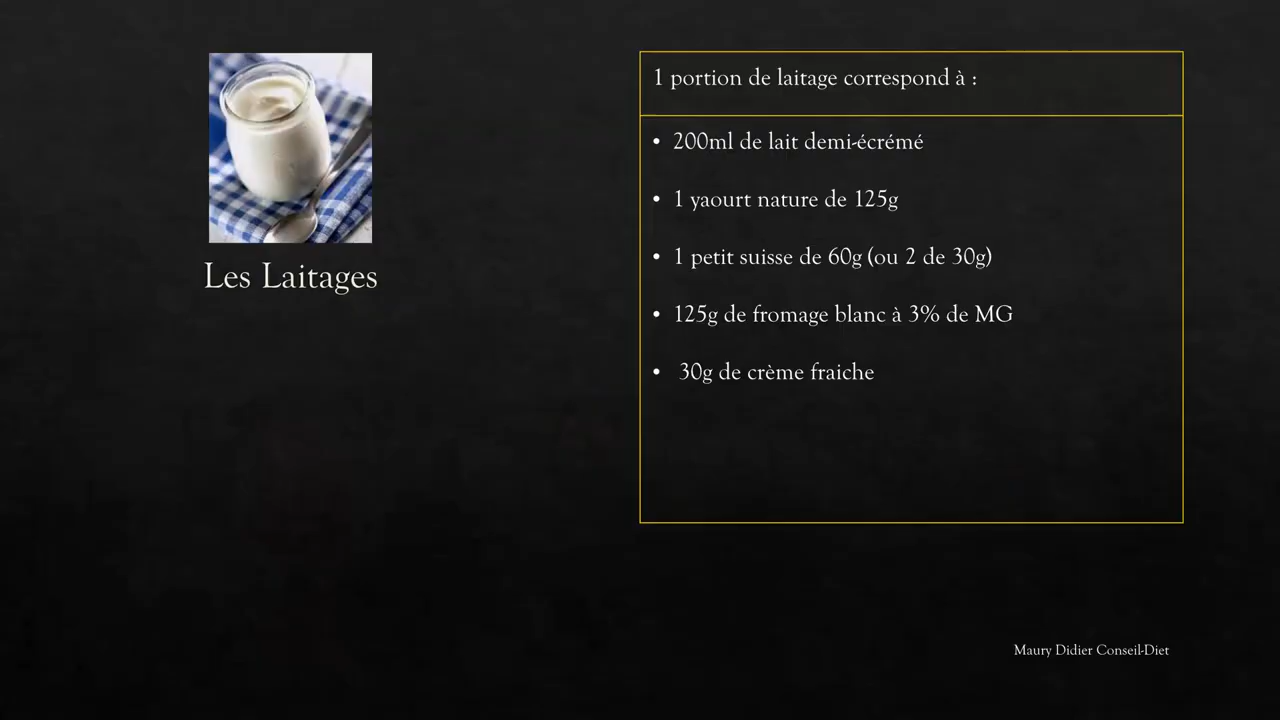 Les Laitages
1 portion de laitage correspond à :
• 200ml de lait demi-écrémé
• 1 yaourt nature de 125g
• 1 petit suisse de 60g (ou 2 de 30g)
• 125g de fromage blanc à 3% de MG
• 30g de crème fraiche
Maury Didier Conseil-Diet